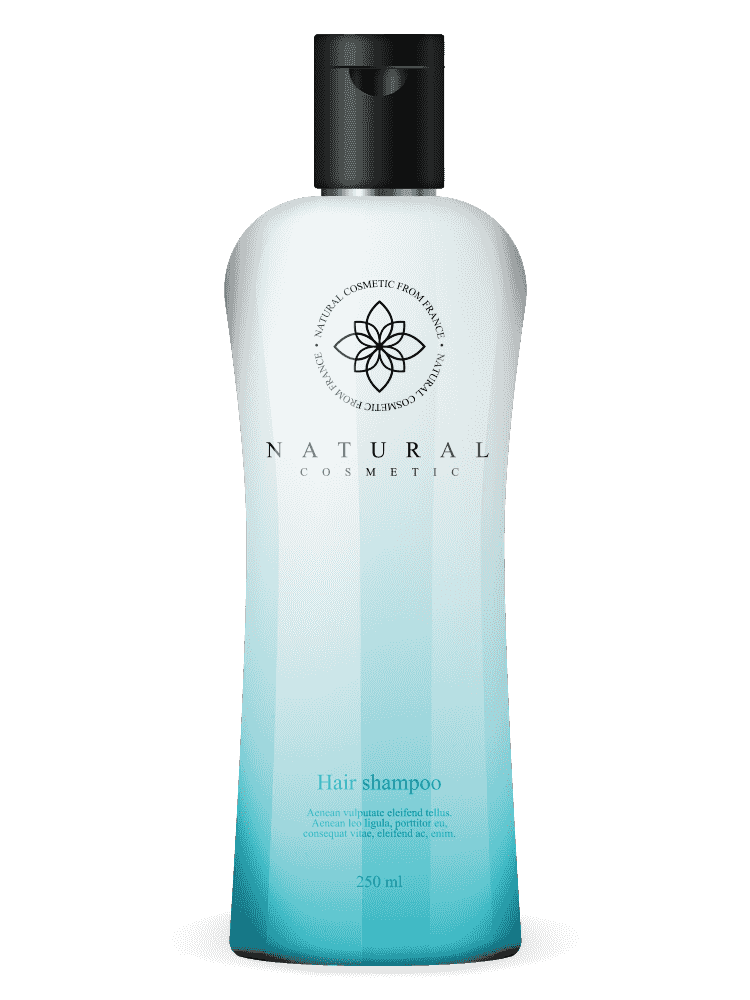 NATURAL COSMETIC FROM FRANCE • NATURAL COSMETIC FROM FRANCE •
NATURAL
COSMETIC
Hair shampoo
Aenean vulputate eleifend tellus.
Aenean leo ligula, porttitor eu,
consequat vitae, eleifend ac, enim.
250 ml